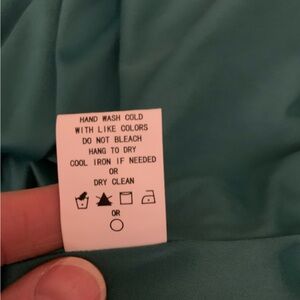 HAND WASH COLD
WITH LIKE COLORS
DO NOT BLEACH
HANG TO DRY
COOL IRON IF NEEDED
OR
DRY CLEAN
OR